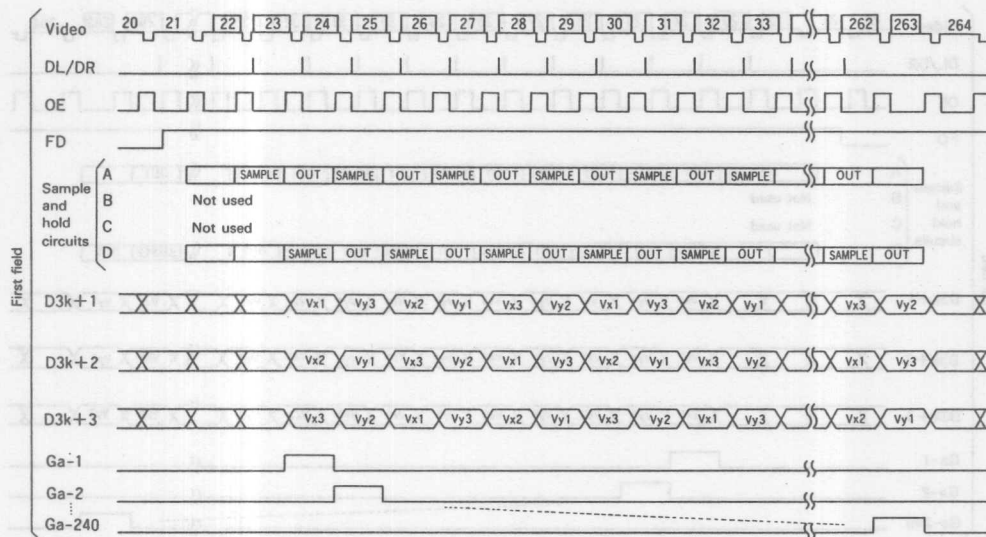 Video 20 21 22 23 24 25 26 27 28 29 30 31 32 33 262 263 264
DL/DR
OE
FD
First field
Sample and hold circuits
A SAMPLE OUT SAMPLE OUT SAMPLE OUT SAMPLE OUT SAMPLE OUT SAMPLE OUT
B Not used
C Not used
D SAMPLE OUT SAMPLE OUT SAMPLE OUT SAMPLE OUT SAMPLE OUT SAMPLE OUT
D3k+1 Vx1 Vy3 Vx2 Vy1 Vx3 Vy2 Vx1 Vy3 Vx2 Vy1 Vx3 Vy2
D3k+2 Vx2 Vy1 Vx3 Vy2 Vx1 Vy3 Vx2 Vy1 Vx3 Vy2 Vx1 Vy3
D3k+3 Vx3 Vy2 Vx1 Vy3 Vx2 Vy1 Vx3 Vy2 Vx1 Vy3 Vx2 Vy1
Ga-1
Ga-2
Ga-240